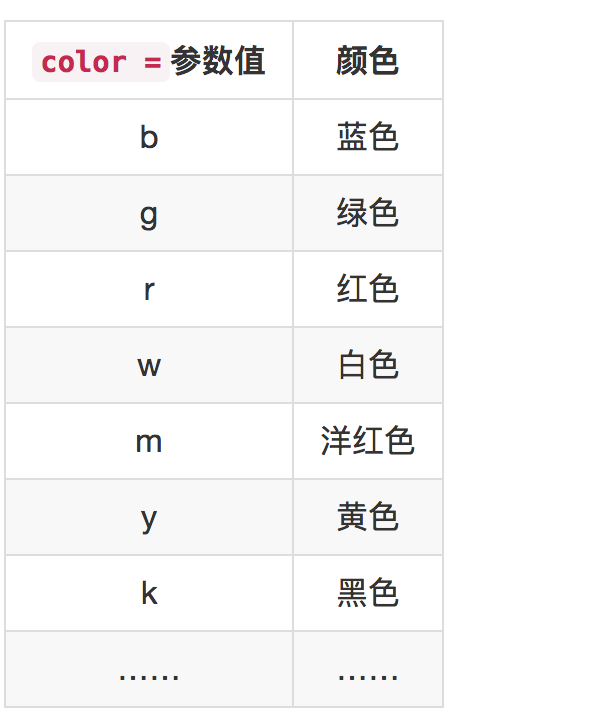 color =参数值 颜色
b 蓝色
g 绿色
r 红色
w 白色
m 洋红色
y 黄色
k 黑色
…… ……